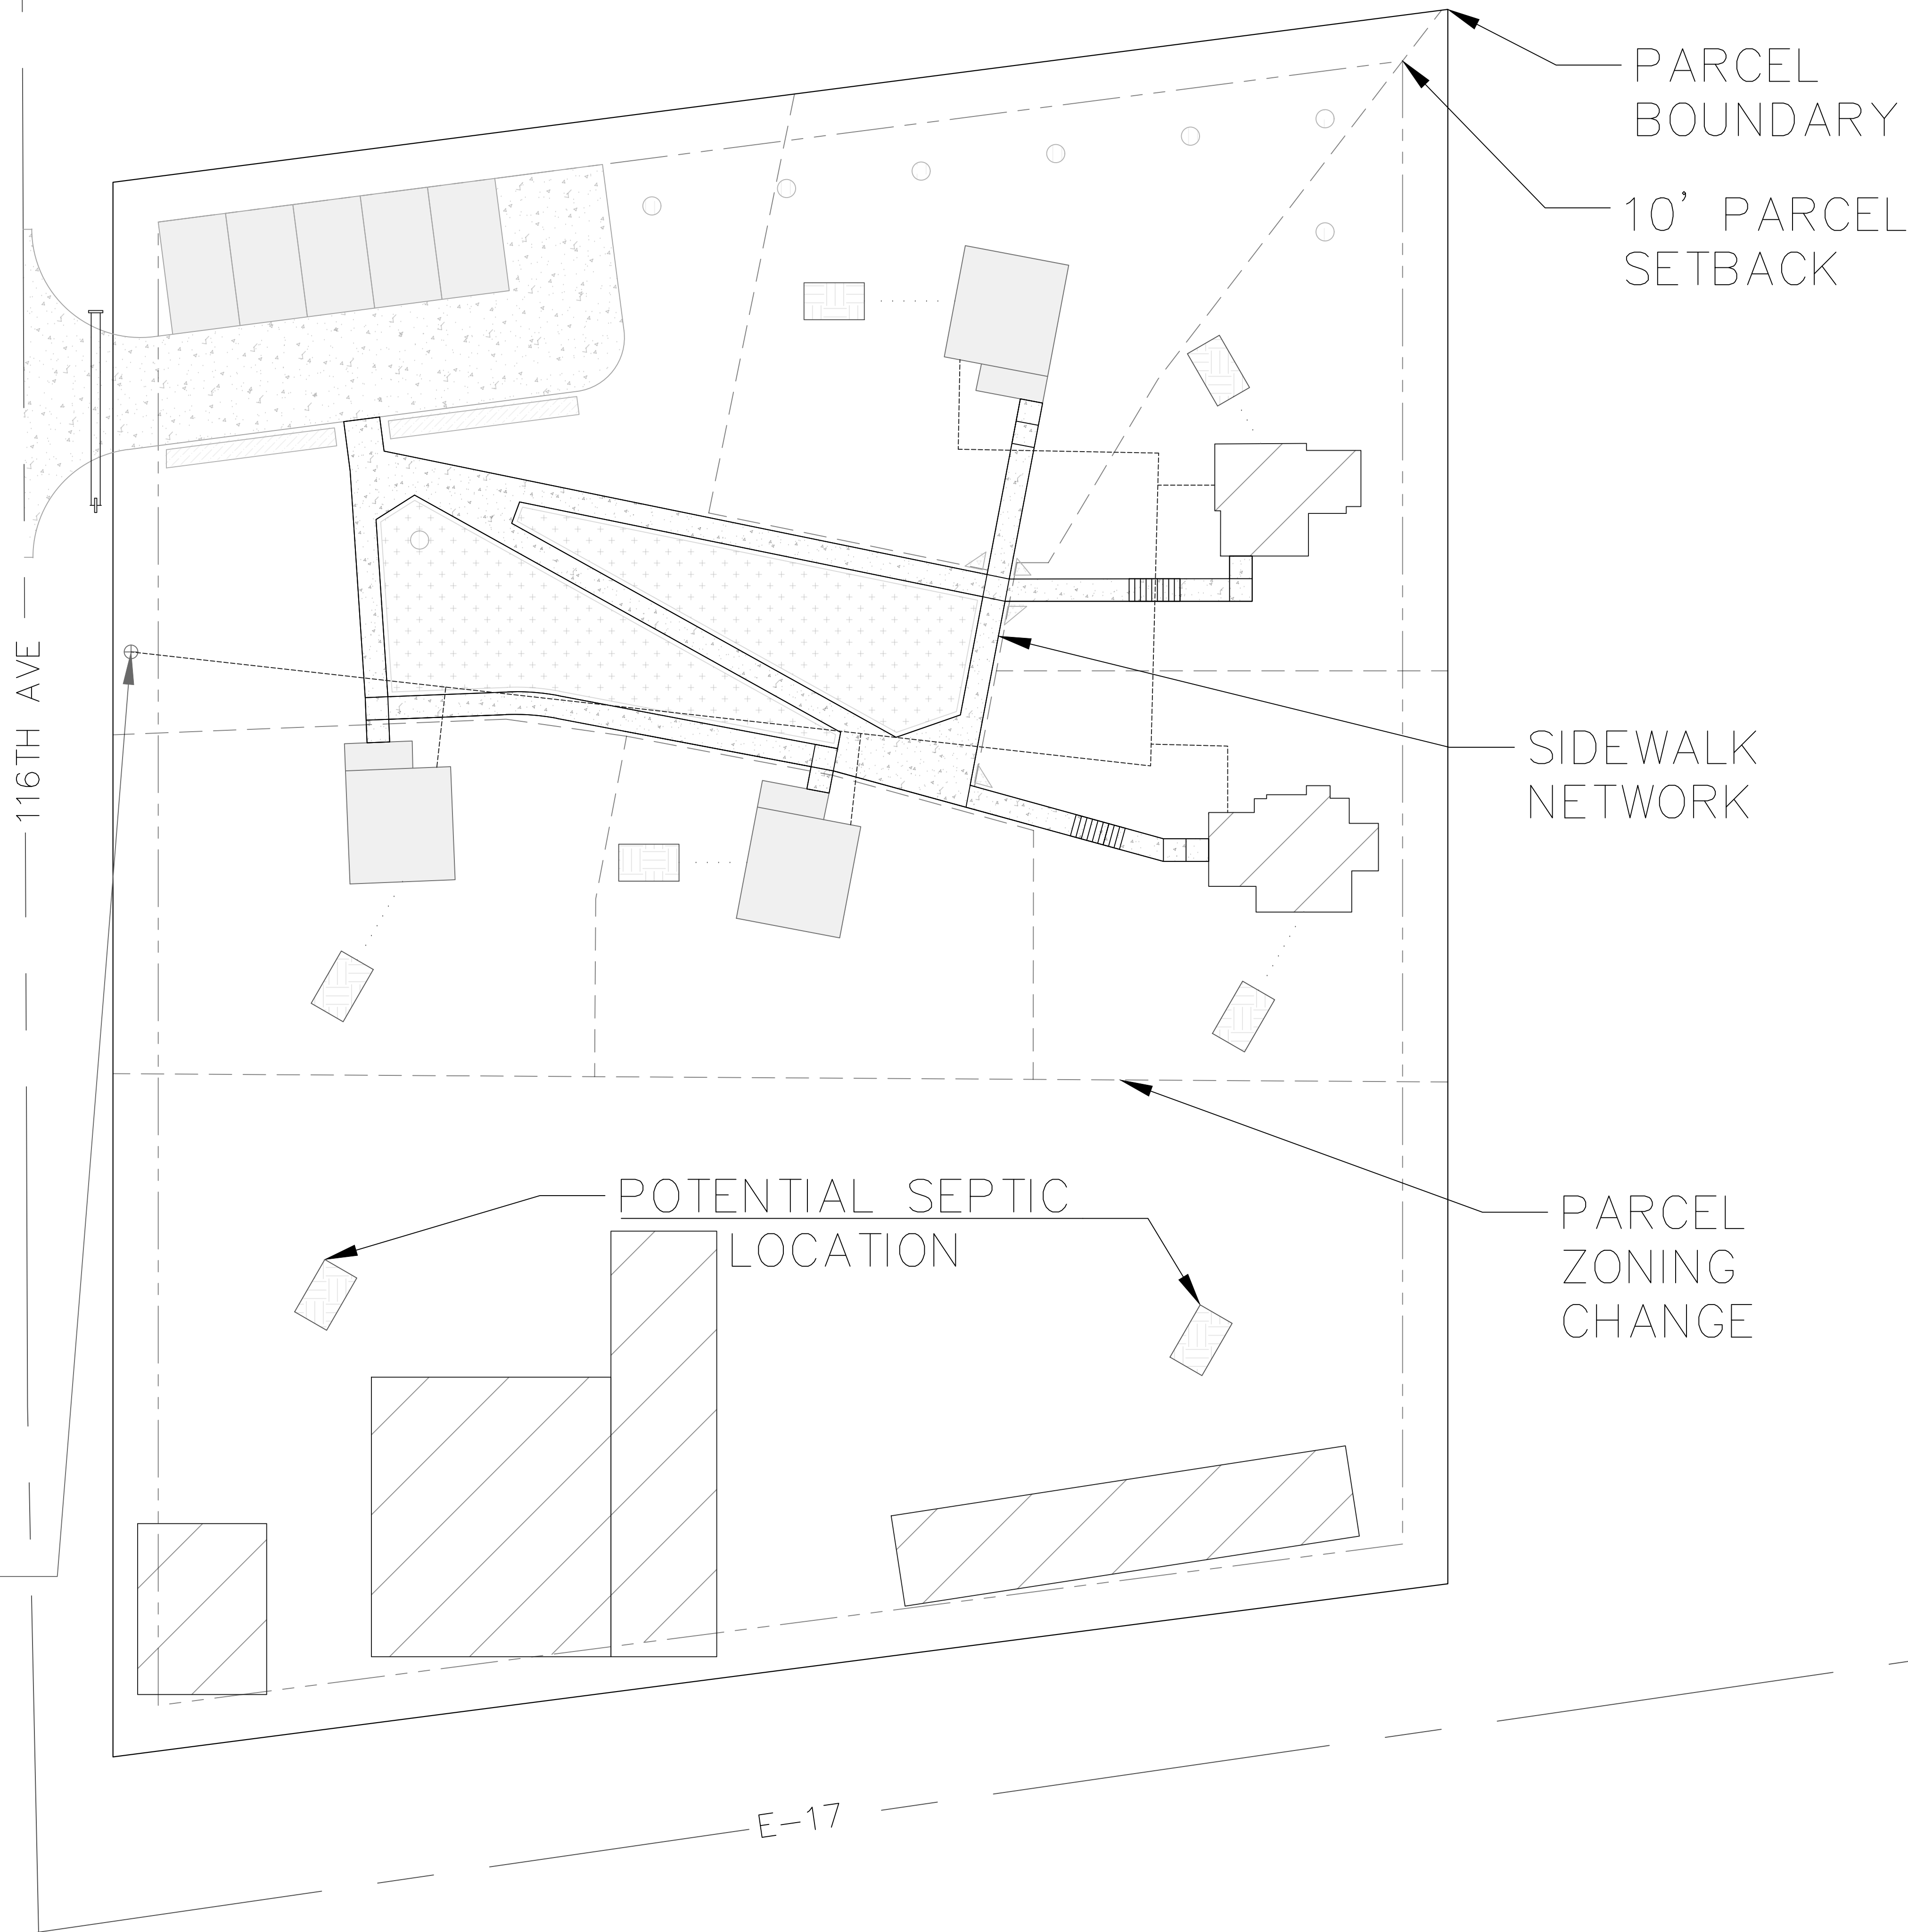 PARCEL
BOUNDARY
10' PARCEL
SETBACK
116TH AVE
SIDEWALK
NETWORK
POTENTIAL SEPTIC
LOCATION
PARCEL
ZONING
CHANGE
E-17